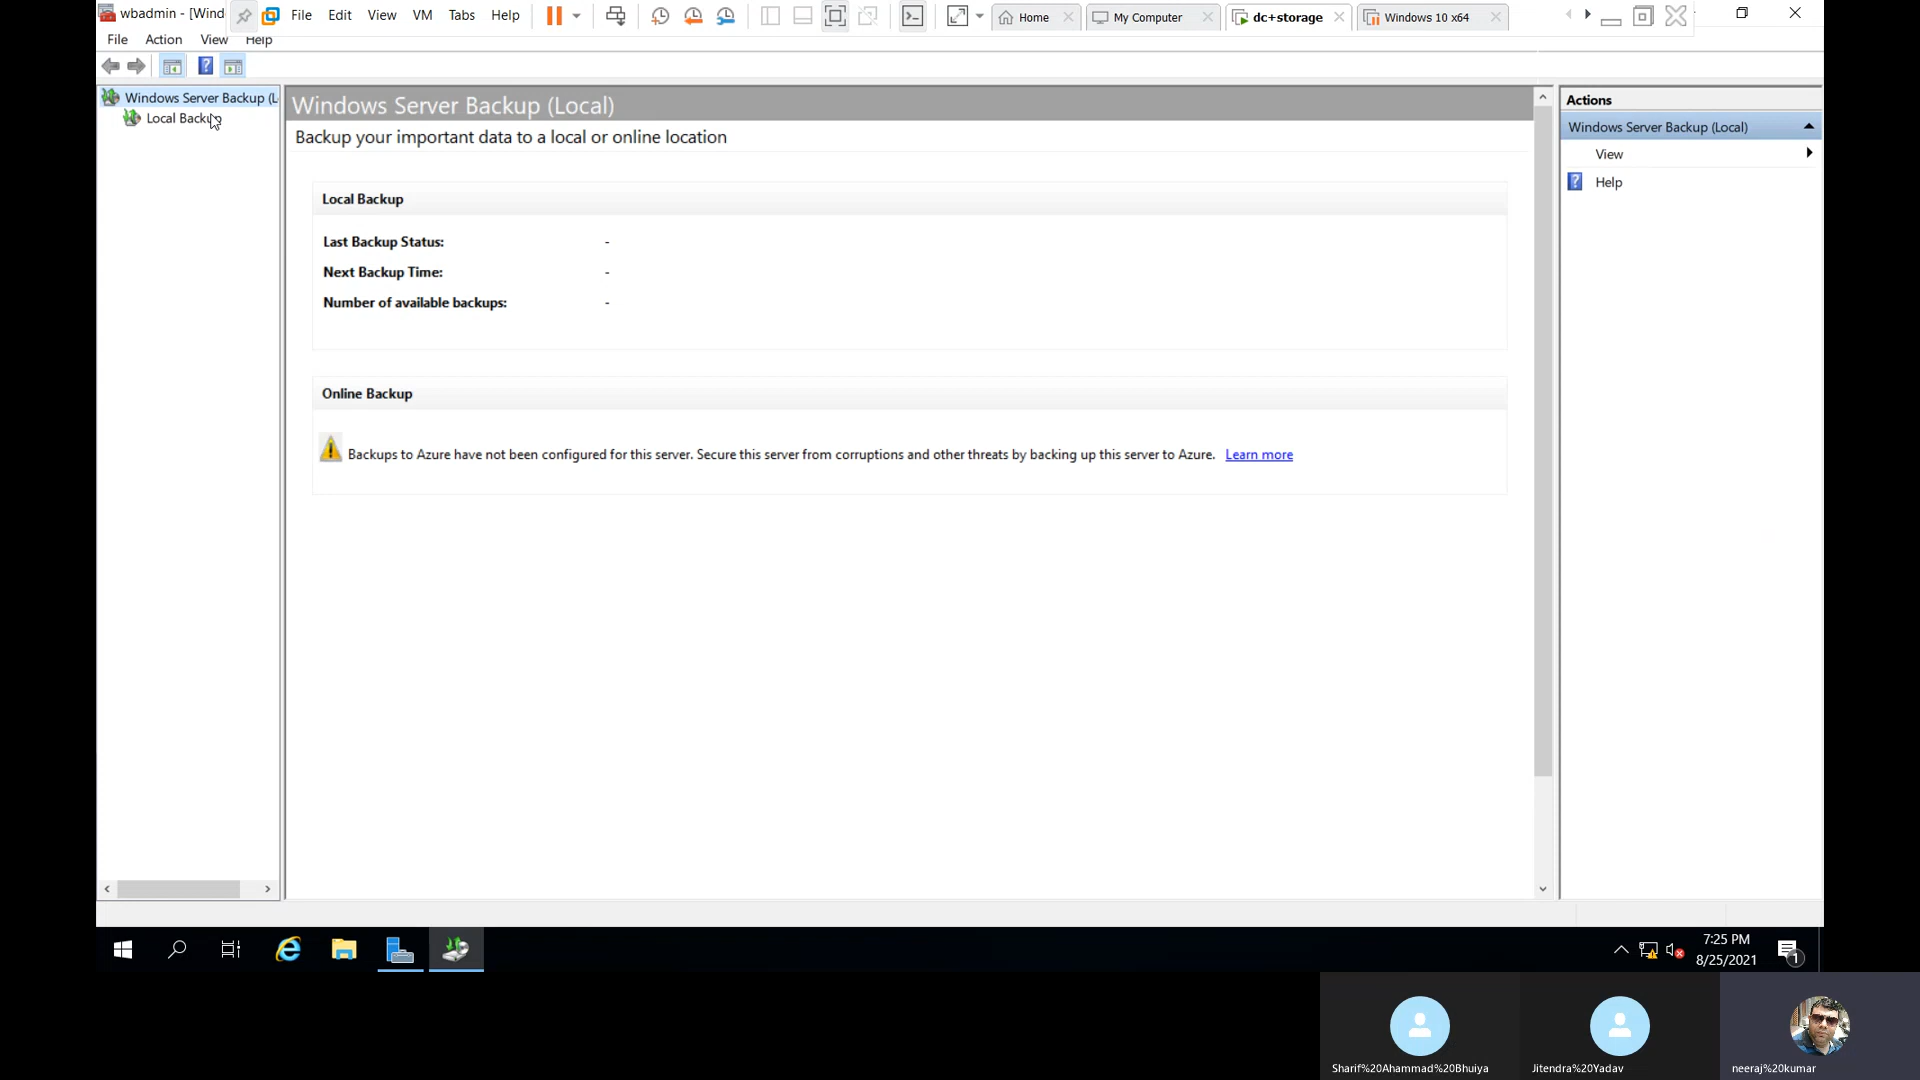 wbadmin - [Wind
File Edit View VM Tabs Help
Home
My Computer
dc+storage
Windows 10 x64
File Action View Help
Windows Server Backup (L
Local Backup
Windows Server Backup (Local)
Backup your important data to a local or online location
Local Backup
Last Backup Status: -
Next Backup Time: -
Number of available backups: -
Online Backup
Backups to Azure have not been configured for this server. Secure this server from corruptions and other threats by backing up this server to Azure. Learn more
Actions
Windows Server Backup (Local)
View
Help
7:25 PM
8/25/2021
1
Sharif%20Ahammad%20Bhuiya
Jitendra%20Yadav
neeraj%20kumar